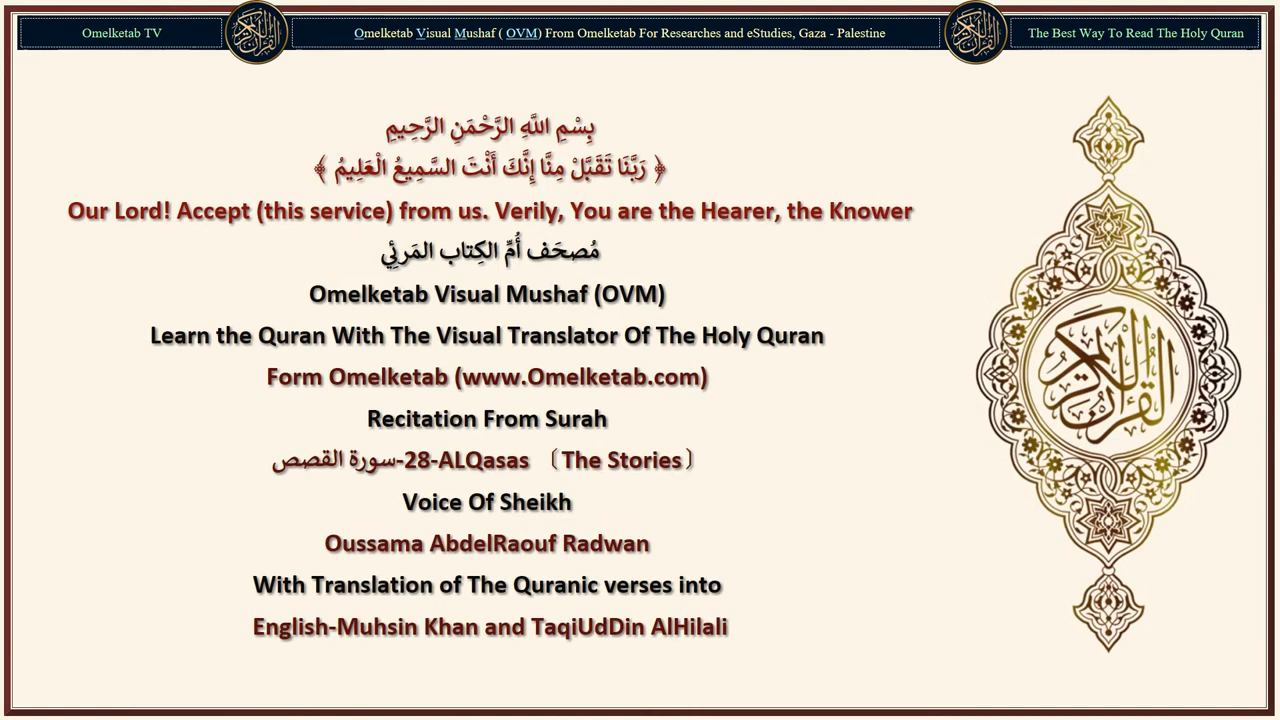 Omelketab TV
Omelketab Visual Mushaf ( OVM) From Omelketab For Researches and eStudies, Gaza - Palestine
The Best Way To Read The Holy Quran
بِسْمِ اللَّهِ الرَّحْمَنِ الرَّحِيمِ
﴿ رَبَّنَا تَقَبَّلْ مِنَّا إِنَّكَ أَنْتَ السَّمِيعُ الْعَلِيمُ ﴾
Our Lord! Accept (this service) from us. Verily, You are the Hearer, the Knower
مُصحَف أُمِّ الكِتاب المَرئِي
Omelketab Visual Mushaf (OVM)
Learn the Quran With The Visual Translator Of The Holy Quran
Form Omelketab (www.Omelketab.com)
Recitation From Surah
سورة القصص-28-ALQasas 〔The Stories〕
Voice Of Sheikh
Oussama AbdelRaouf Radwan
With Translation of The Quranic verses into
English-Muhsin Khan and TaqiUdDin AlHilali
القرآن الكريم